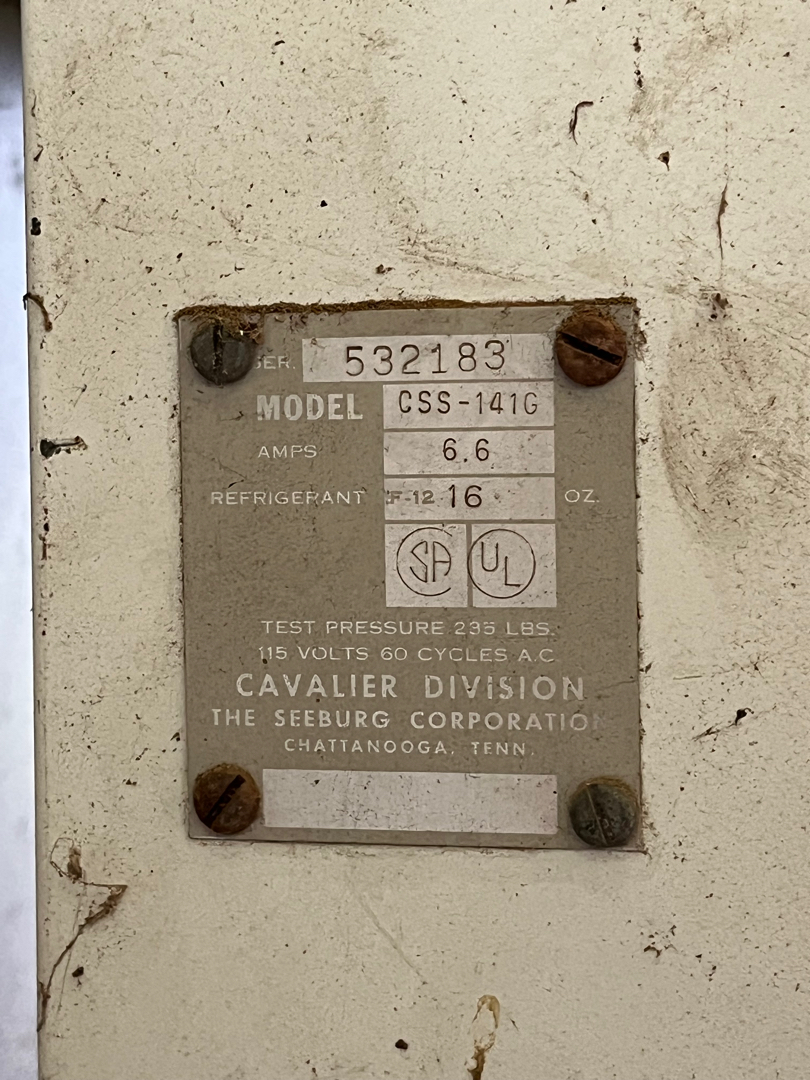 SER. 532183
MODEL CSS-141G
AMPS 6.6
REFRIGERANT F-12 16 OZ.
SA UL
TEST PRESSURE 235 LBS.
115 VOLTS 60 CYCLES A.C
CAVALIER DIVISION
THE SEEBURG CORPORATION
CHATTANOOGA, TENN.